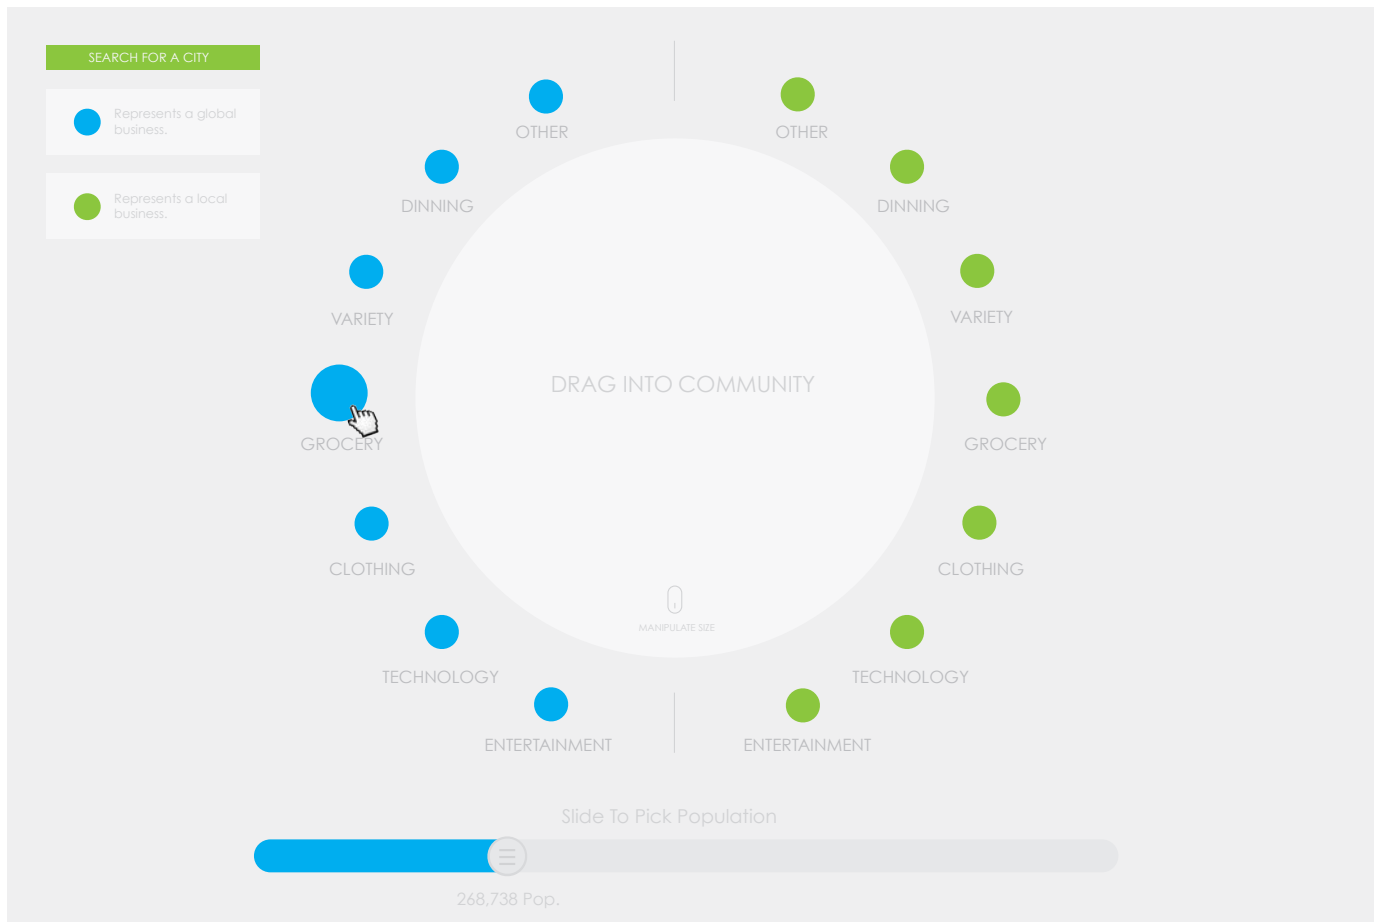 SEARCH FOR A CITY
Represents a global
business.
Represents a local
business.
OTHER
OTHER
DINNING
DINNING
VARIETY
VARIETY
DRAG INTO COMMUNITY
GROCERY
GROCERY
CLOTHING
CLOTHING
MANIPULATE SIZE
TECHNOLOGY
TECHNOLOGY
ENTERTAINMENT
ENTERTAINMENT
Slide To Pick Population
268,738 Pop.